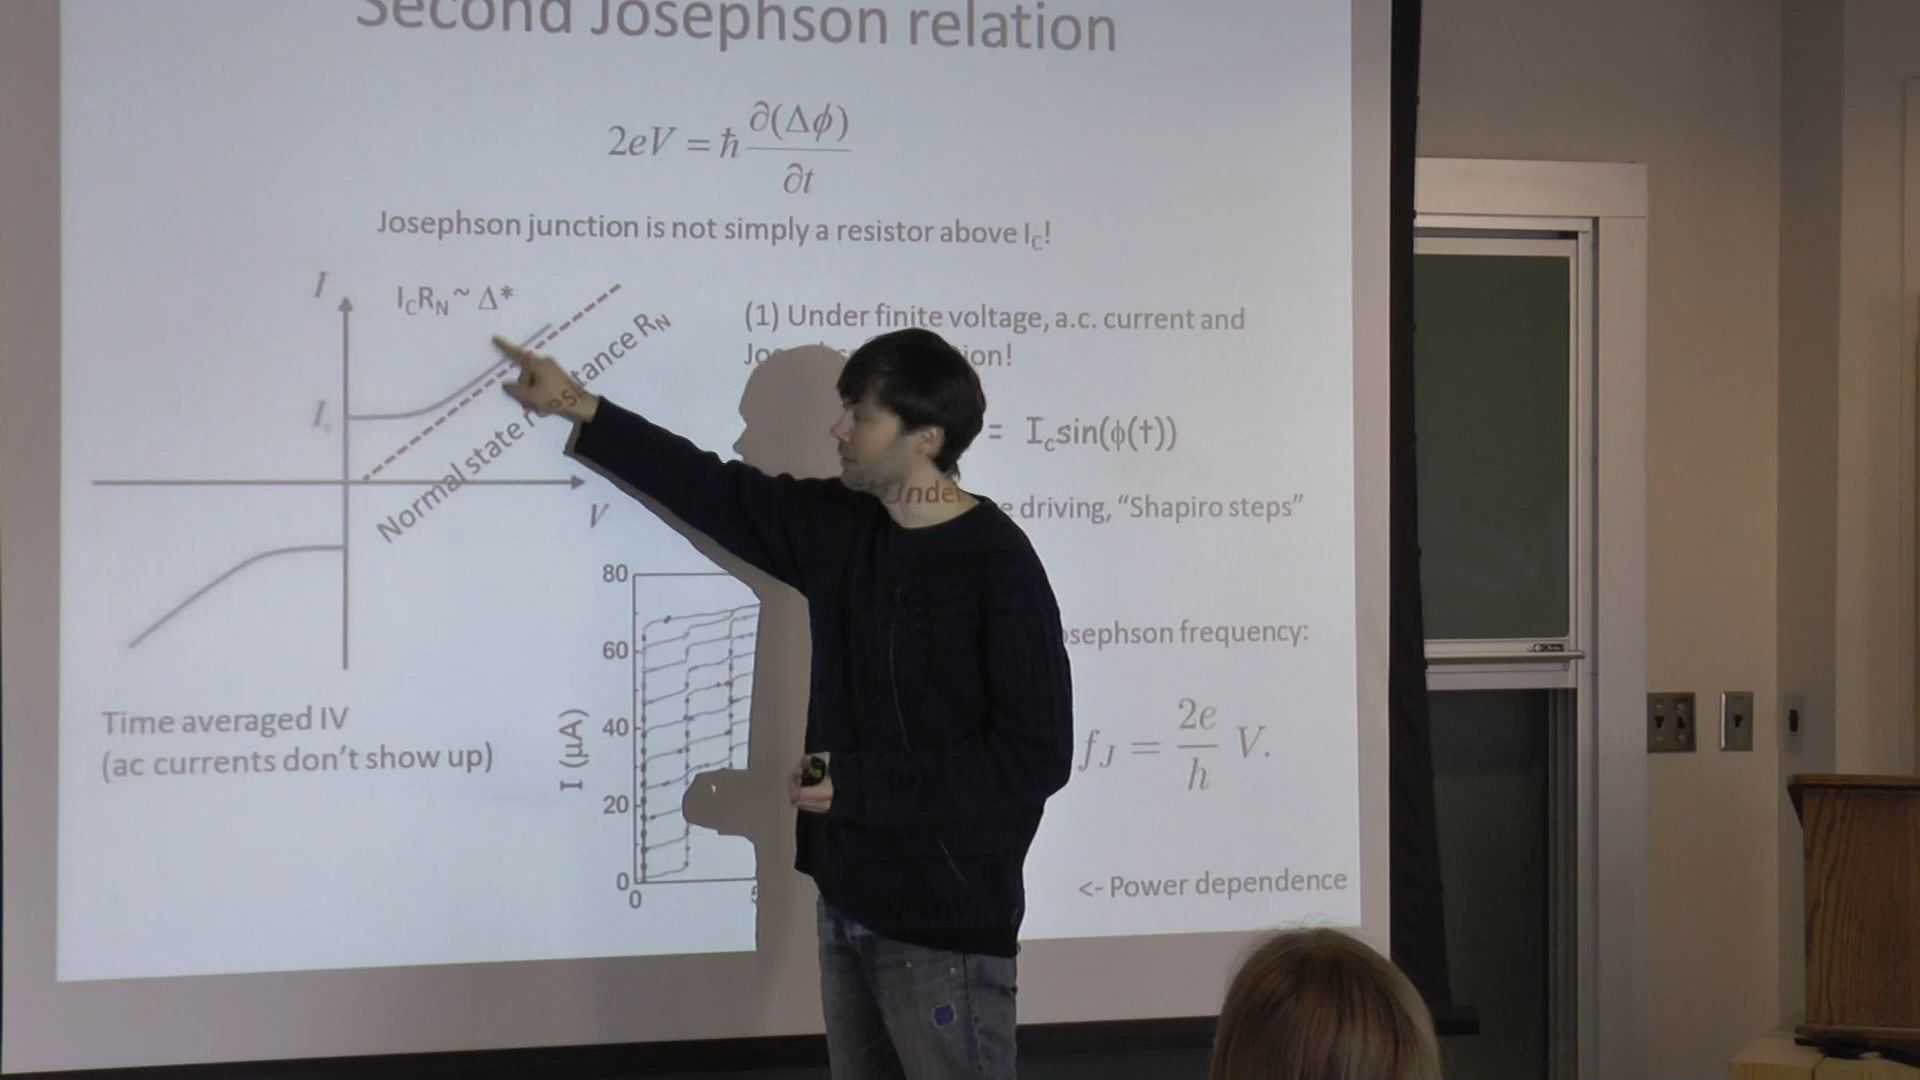 Second Josephson relation
2eV = ħ ∂(Δϕ)/∂t
Josephson junction is not simply a resistor above I_C!
I
I_CR_N ~ Δ*
I_c
V
Normal state resistance R_N
(1) Under finite voltage, a.c. current and
ion!
= I_csin(ϕ(t))
Under
driving, “Shapiro steps”
osephson frequency:
f_J = 2e/h V.
Time averaged IV
(ac currents don't show up)
I (μA)
80
60
40
20
0
0
<- Power dependence